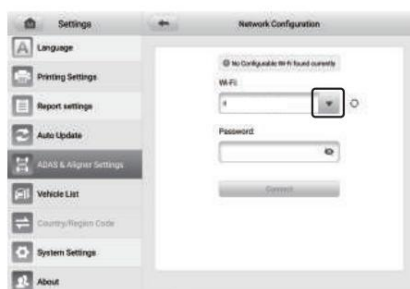 Settings
Network Configuration
Language
Printing Settings
Report settings
Auto Update
ADAS & Aligner Settings
Vehicle List
Country/Region Code
System Settings
About
No Configurable Wi-Fi found currently
Wi-Fi:
Password:
Connect